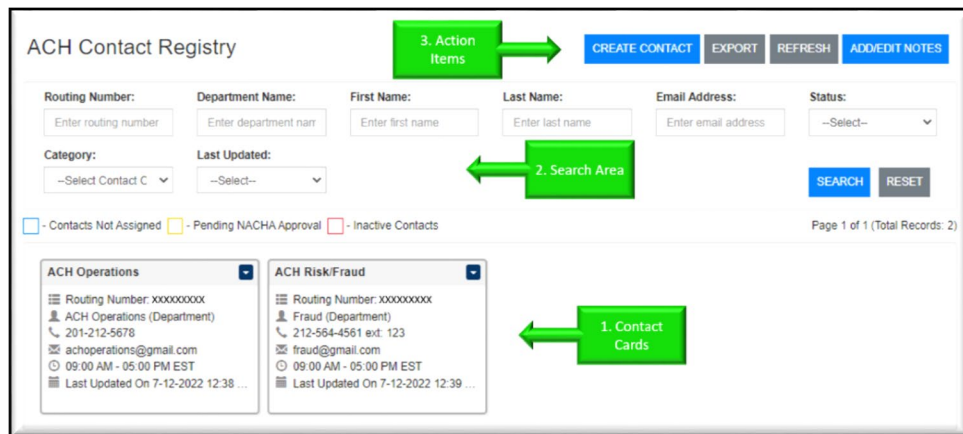 ACH Contact Registry
3. Action
Items
CREATE CONTACT EXPORT REFRESH ADD/EDIT NOTES
Routing Number: Department Name: First Name: Last Name: Email Address: Status:
Enter routing number Enter department narr Enter first name Enter last name Enter email address --Select--
Category: Last Updated:
--Select Contact C --Select--
2. Search Area
SEARCH RESET
- Contacts Not Assigned - Pending NACHA Approval - Inactive Contacts Page 1 of 1 (Total Records: 2)
ACH Operations
Routing Number: XXXXXXXXX
ACH Operations (Department)
201-212-5678
achoperations@gmail.com
09:00 AM - 05:00 PM EST
Last Updated On 7-12-2022 12:38 ...
ACH Risk/Fraud
Routing Number: XXXXXXXXX
Fraud (Department)
212-564-4561 ext: 123
fraud@gmail.com
09:00 AM - 05:00 PM EST
Last Updated On 7-12-2022 12:39 ...
1. Contact
Cards